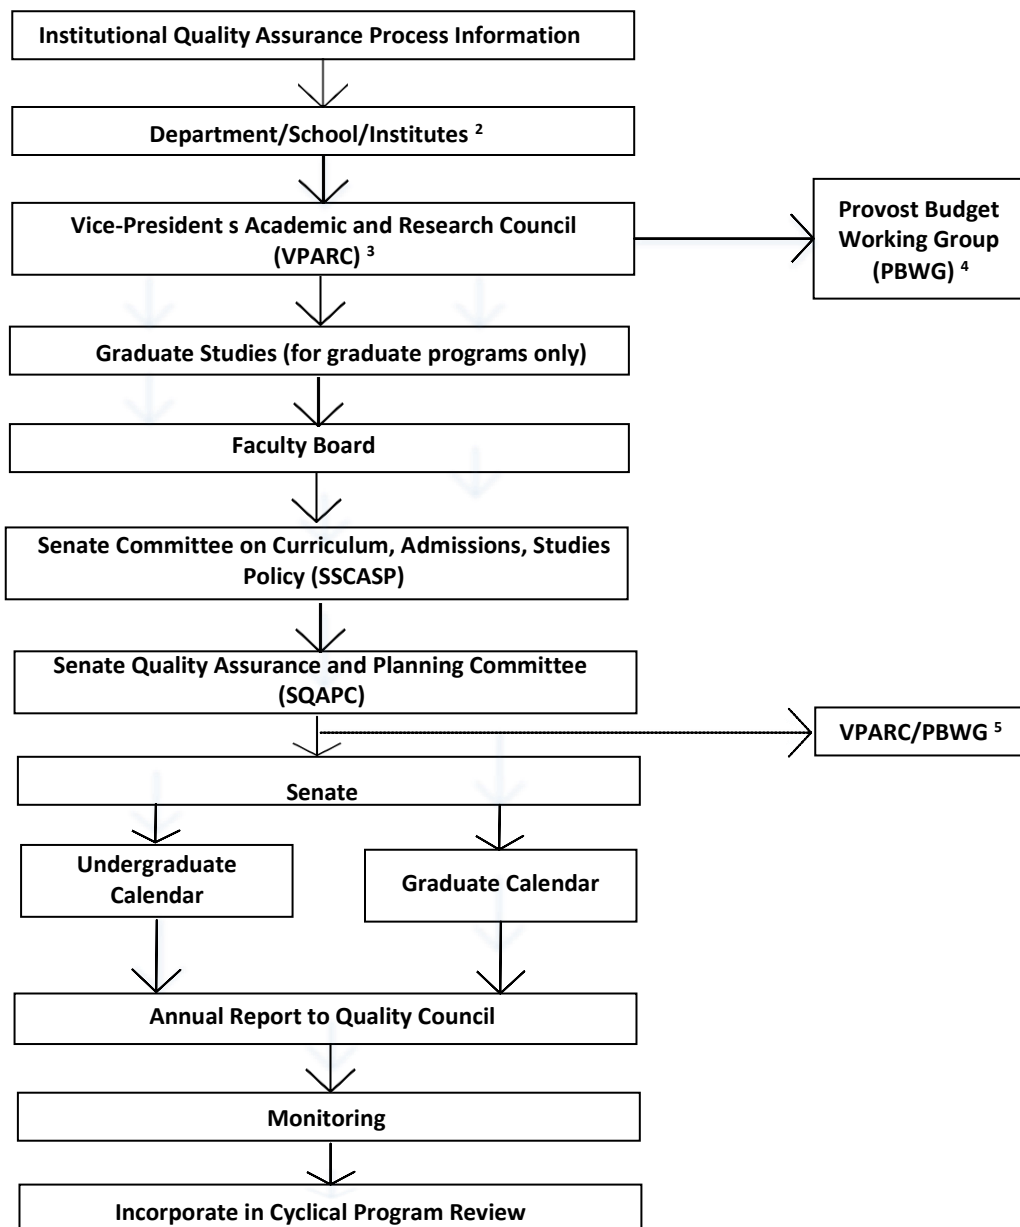 Institutional Quality Assurance Process Information
Department/School/Institutes ²
Vice-President s Academic and Research Council
(VPARC) ³
Provost Budget
Working Group
(PBWG) ⁴
Graduate Studies (for graduate programs only)
Faculty Board
Senate Committee on Curriculum, Admissions, Studies
Policy (SSCASP)
Senate Quality Assurance and Planning Committee
(SQAPC)
VPARC/PBWG ⁵
Senate
Undergraduate
Calendar
Graduate Calendar
Annual Report to Quality Council
Monitoring
Incorporate in Cyclical Program Review